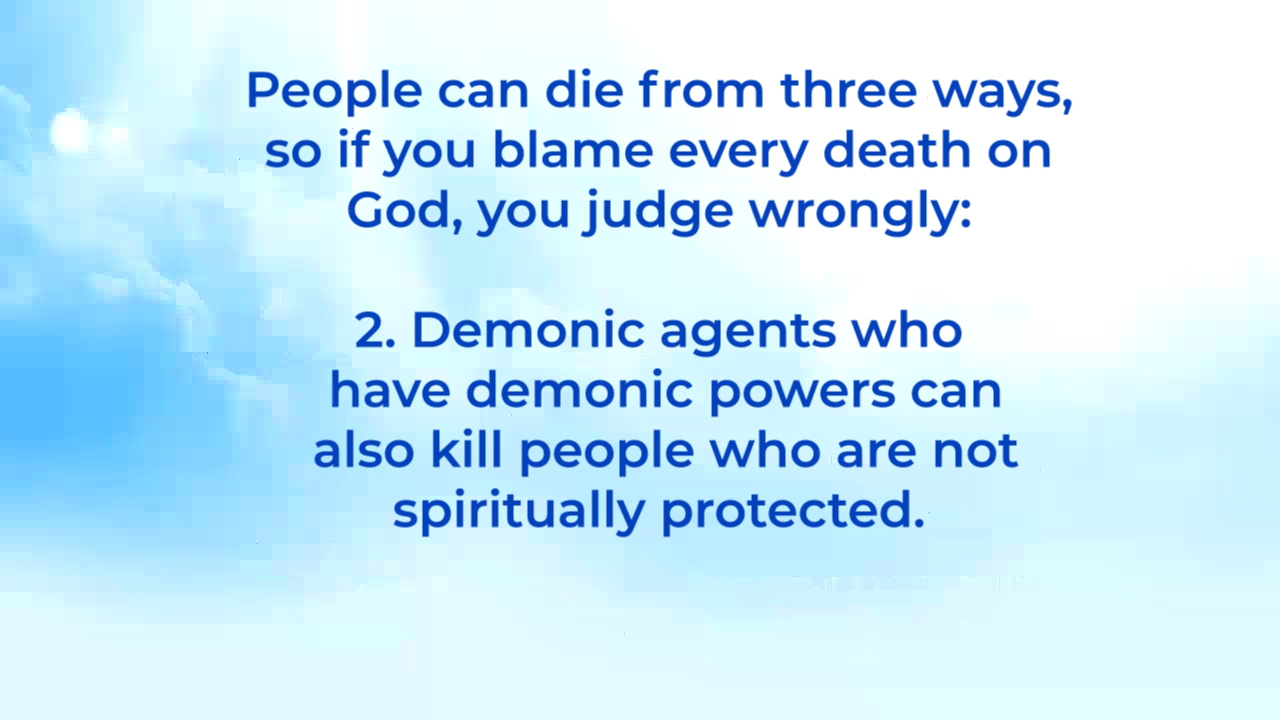 People can die from three ways,
so if you blame every death on
God, you judge wrongly:
2. Demonic agents who
have demonic powers can
also kill people who are not
spiritually protected.